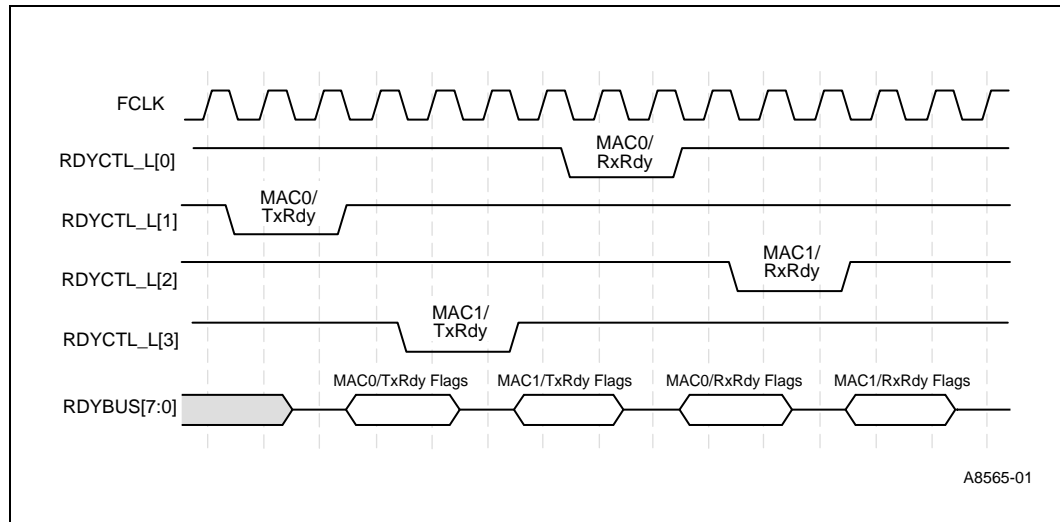 FCLK
RDYCTL_L[0]
MAC0/
RxRdy
RDYCTL_L[1]
MAC0/
TxRdy
RDYCTL_L[2]
MAC1/
RxRdy
RDYCTL_L[3]
MAC1/
TxRdy
RDYBUS[7:0]
MAC0/TxRdy Flags
MAC1/TxRdy Flags
MAC0/RxRdy Flags
MAC1/RxRdy Flags
A8565-01